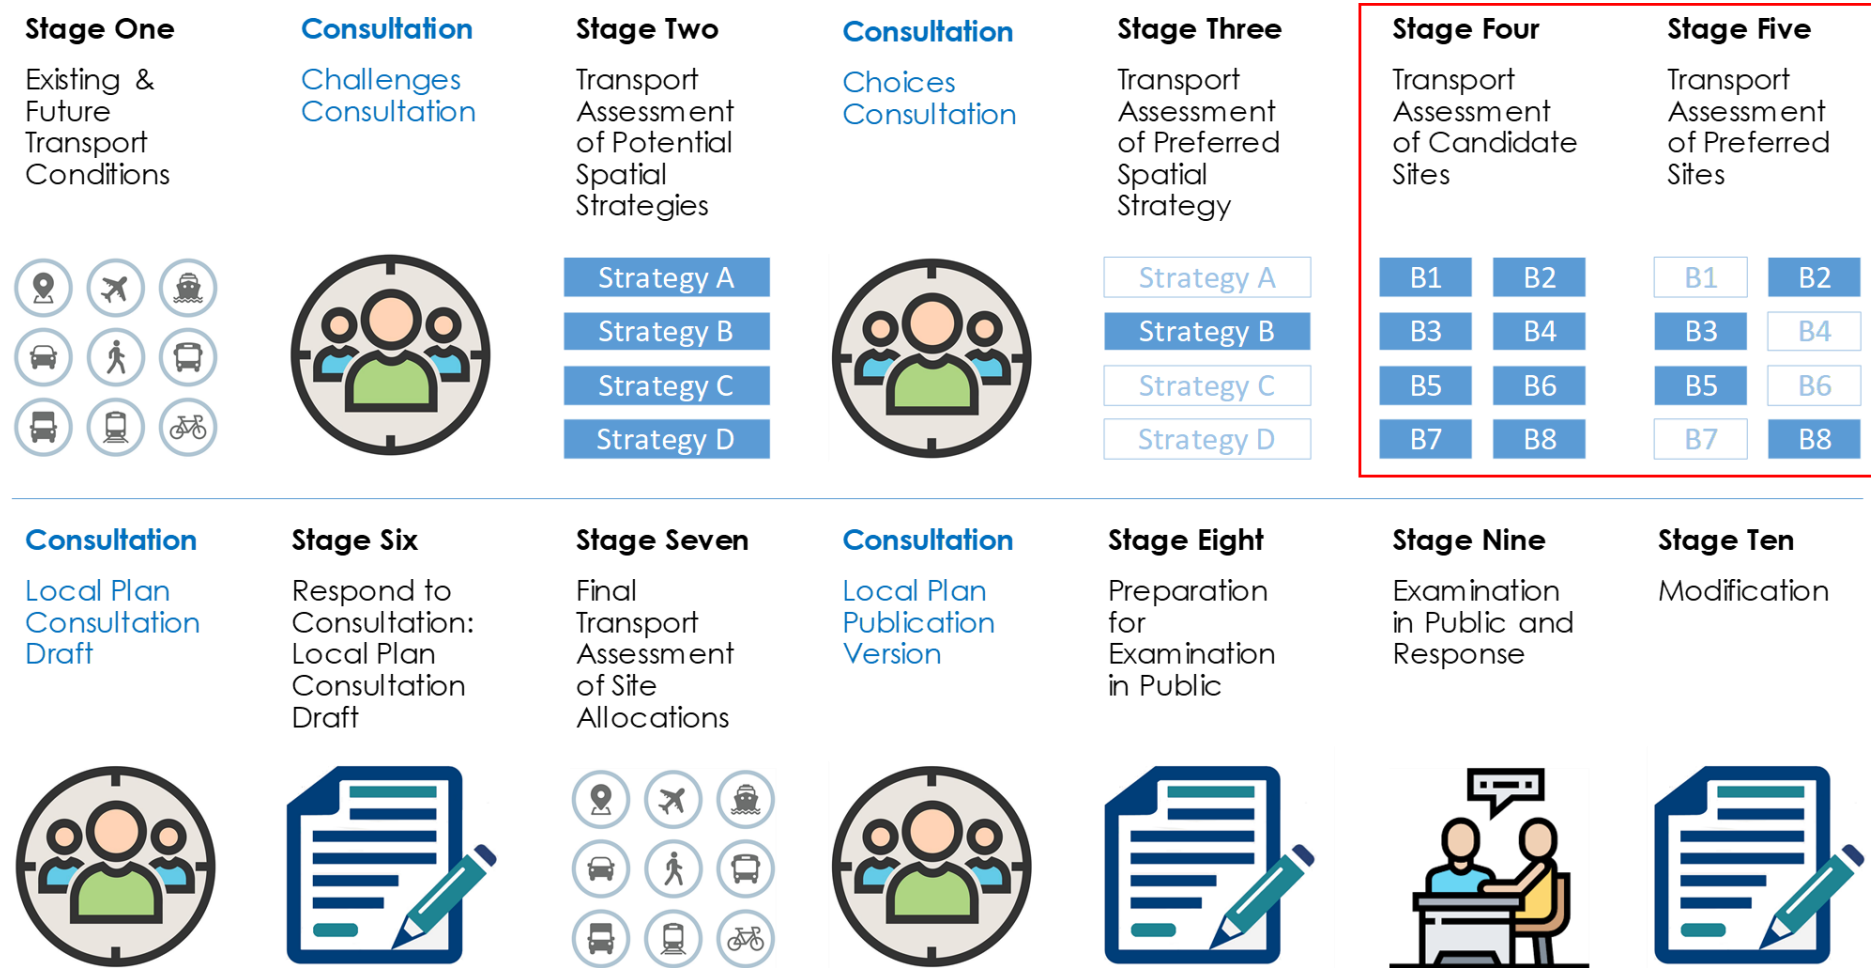 Stage One
Existing & 
Future
Transport
Conditions
Consultation
Challenges
Consultation
Stage Two
Transport
Assessment
of Potential
Spatial
Strategies
Strategy A
Strategy B
Strategy C
Strategy D
Consultation
Choices
Consultation
Stage Three
Transport
Assessment
of Preferred
Spatial
Strategy
Strategy A
Strategy B
Strategy C
Strategy D
Stage Four
Transport
Assessment
of Candidate
Sites
B1 B2
B3 B4
B5 B6
B7 B8
Stage Five
Transport
Assessment
of Preferred
Sites
B1 B2
B3 B4
B5 B6
B7 B8
Consultation
Local Plan
Consultation
Draft
Stage Six
Respond to
Consultation:
Local Plan
Consultation
Draft
Stage Seven
Final
Transport
Assessment
of Site
Allocations
Consultation
Local Plan
Publication
Version
Stage Eight
Preparation
for
Examination
in Public
Stage Nine
Examination
in Public and
Response
Stage Ten
Modification